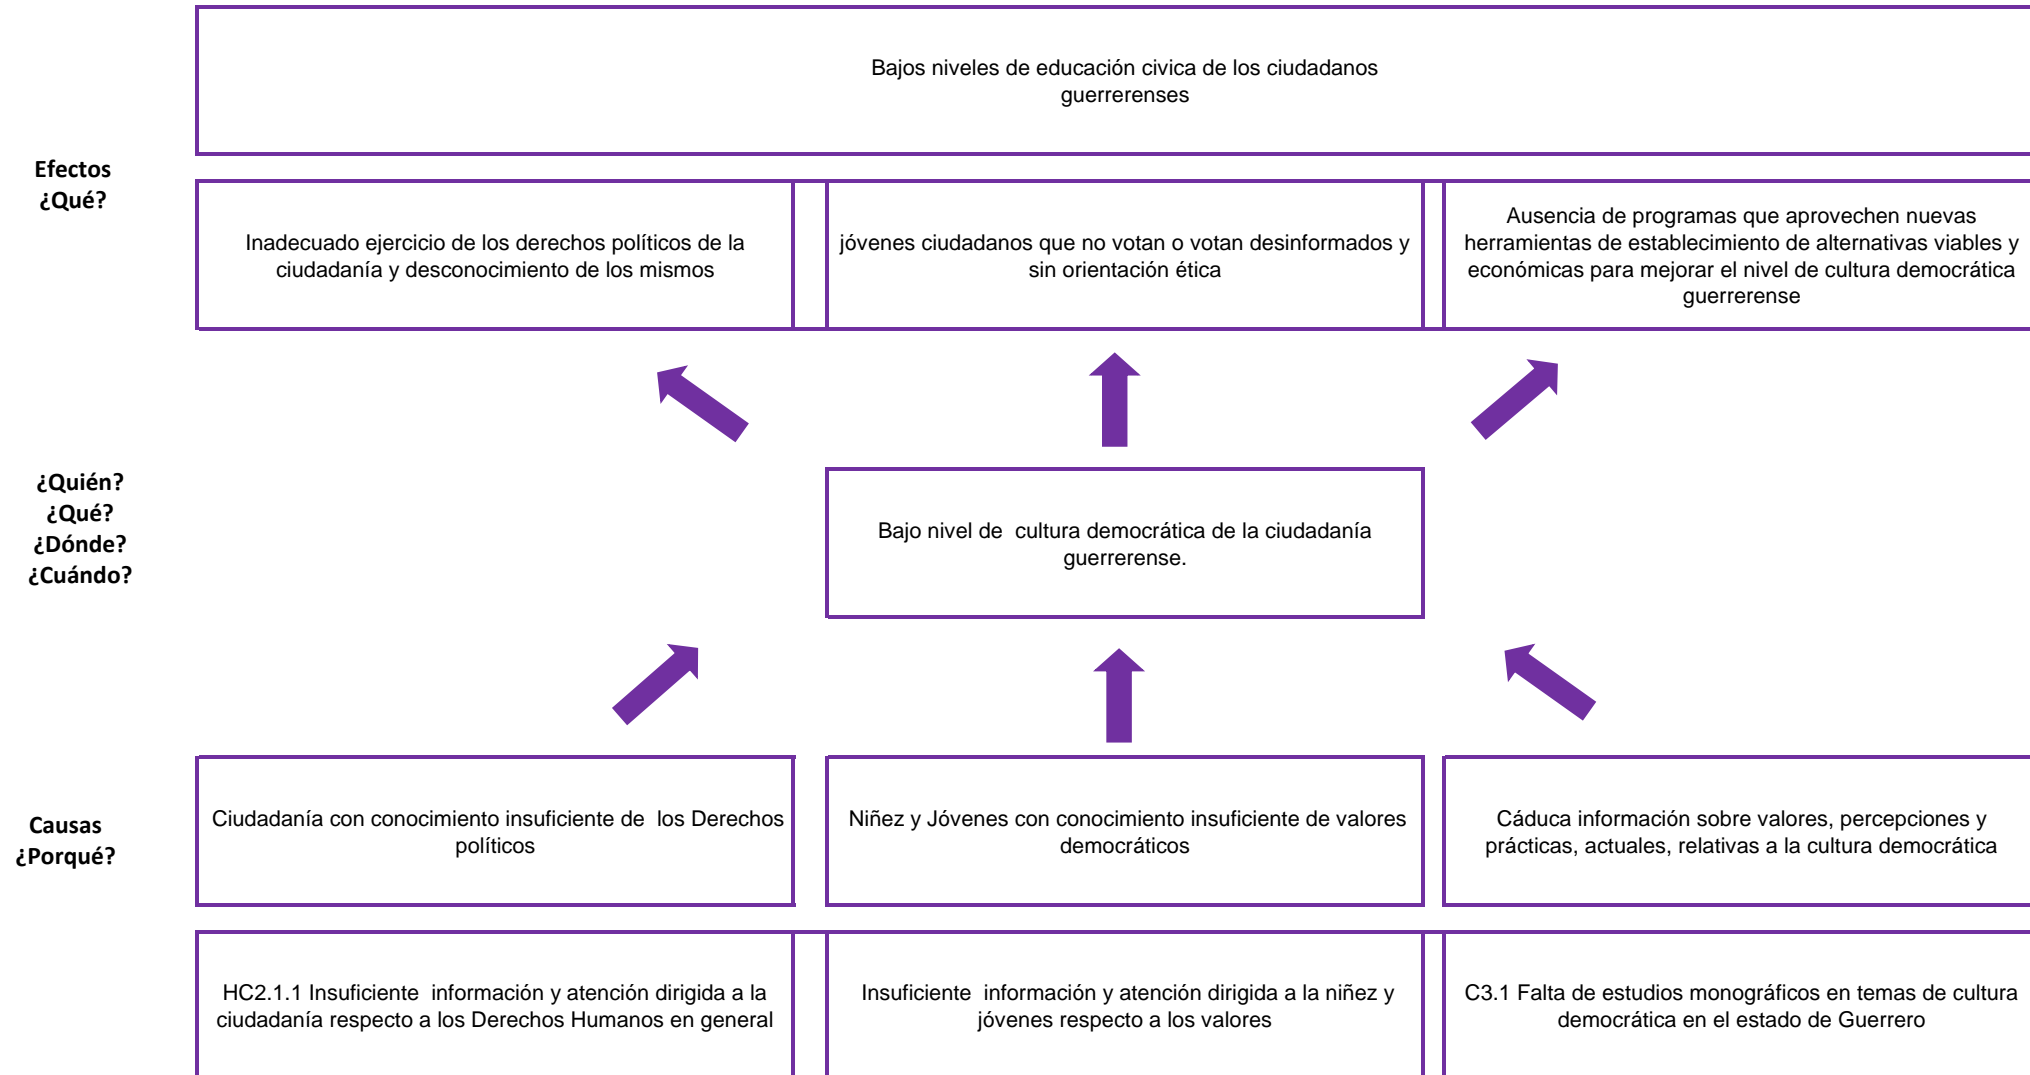 Bajos niveles de educación civica de los ciudadanos
guerrerenses
Efectos
¿Qué?
Inadecuado ejercicio de los derechos políticos de la
ciudadanía y desconocimiento de los mismos
jóvenes ciudadanos que no votan o votan desinformados y
sin orientación ética
Ausencia de programas que aprovechen nuevas
herramientas de establecimiento de alternativas viables y
económicas para mejorar el nivel de cultura democrática
guerrerense
¿Quién?
¿Qué?
¿Dónde?
¿Cuándo?
Bajo nivel de  cultura democrática de la ciudadanía
guerrerense.
Causas
¿Porqué?
Ciudadanía con conocimiento insuficiente de  los Derechos
políticos
Niñez y Jóvenes con conocimiento insuficiente de valores
democráticos
Cáduca información sobre valores, percepciones y
prácticas, actuales, relativas a la cultura democrática
HC2.1.1 Insuficiente  información y atención dirigida a la
ciudadanía respecto a los Derechos Humanos en general
Insuficiente  información y atención dirigida a la niñez y
jóvenes respecto a los valores
C3.1 Falta de estudios monográficos en temas de cultura
democrática en el estado de Guerrero